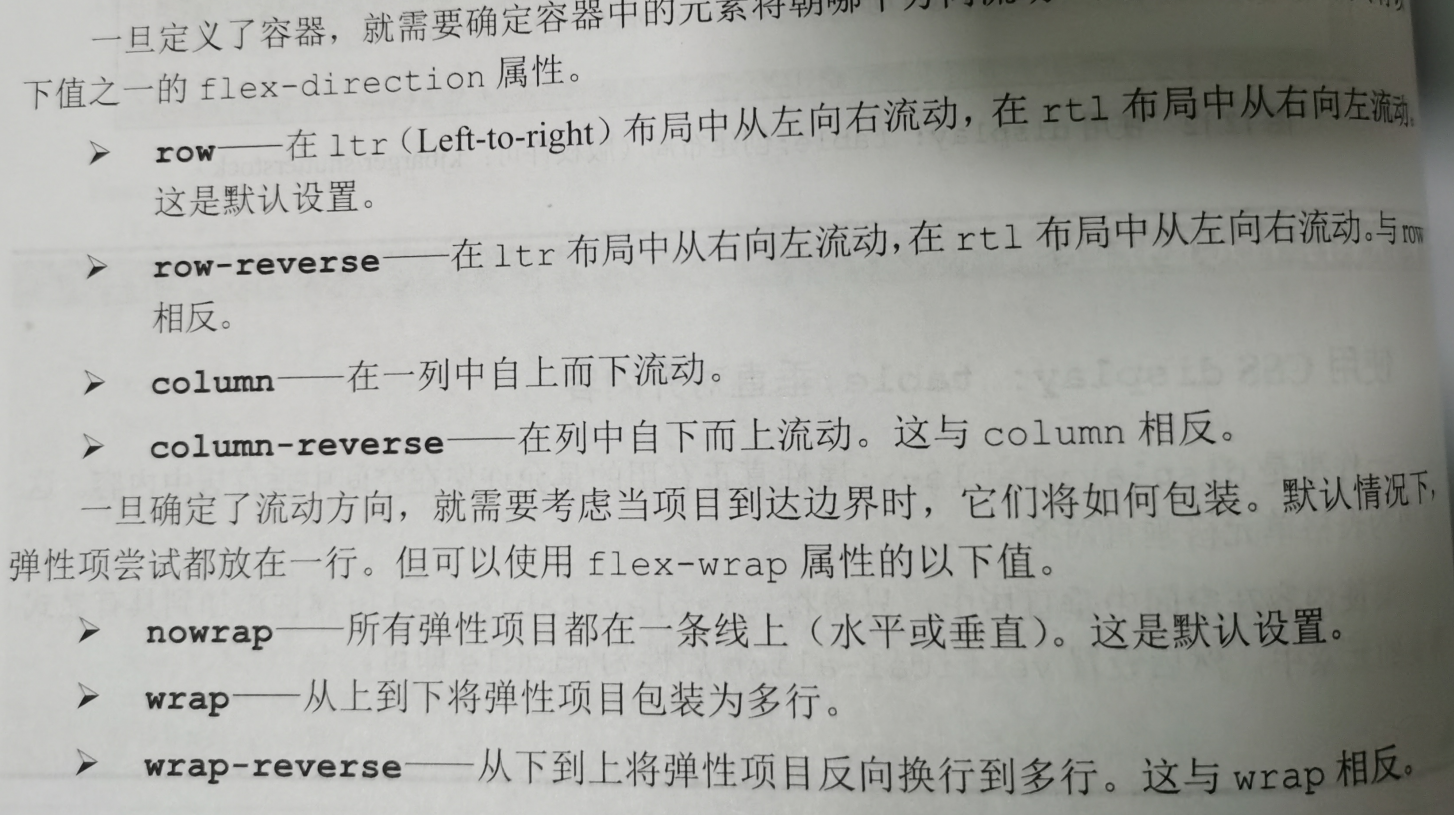 一旦定义了容器，就需要确定容器中的元素将朝哪个方向流动
下值之一的 flex-direction 属性。
➢ row——在 ltr（Left-to-right）布局中从左向右流动，在 rtl 布局中从右向左流动。
这是默认设置。
➢ row-reverse——在 ltr 布局中从右向左流动，在 rtl 布局中从左向右流动。与 row
相反。
➢ column——在一列中自上而下流动。
➢ column-reverse——在列中自下而上流动。这与 column 相反。
一旦确定了流动方向，就需要考虑当项目到达边界时，它们将如何包装。默认情况下，
弹性项尝试都放在一行。但可以使用 flex-wrap 属性的以下值。
➢ nowrap——所有弹性项目都在一条线上（水平或垂直）。这是默认设置。
➢ wrap——从上到下将弹性项目包装为多行。
➢ wrap-reverse——从下到上将弹性项目反向换行到多行。这与 wrap 相反。